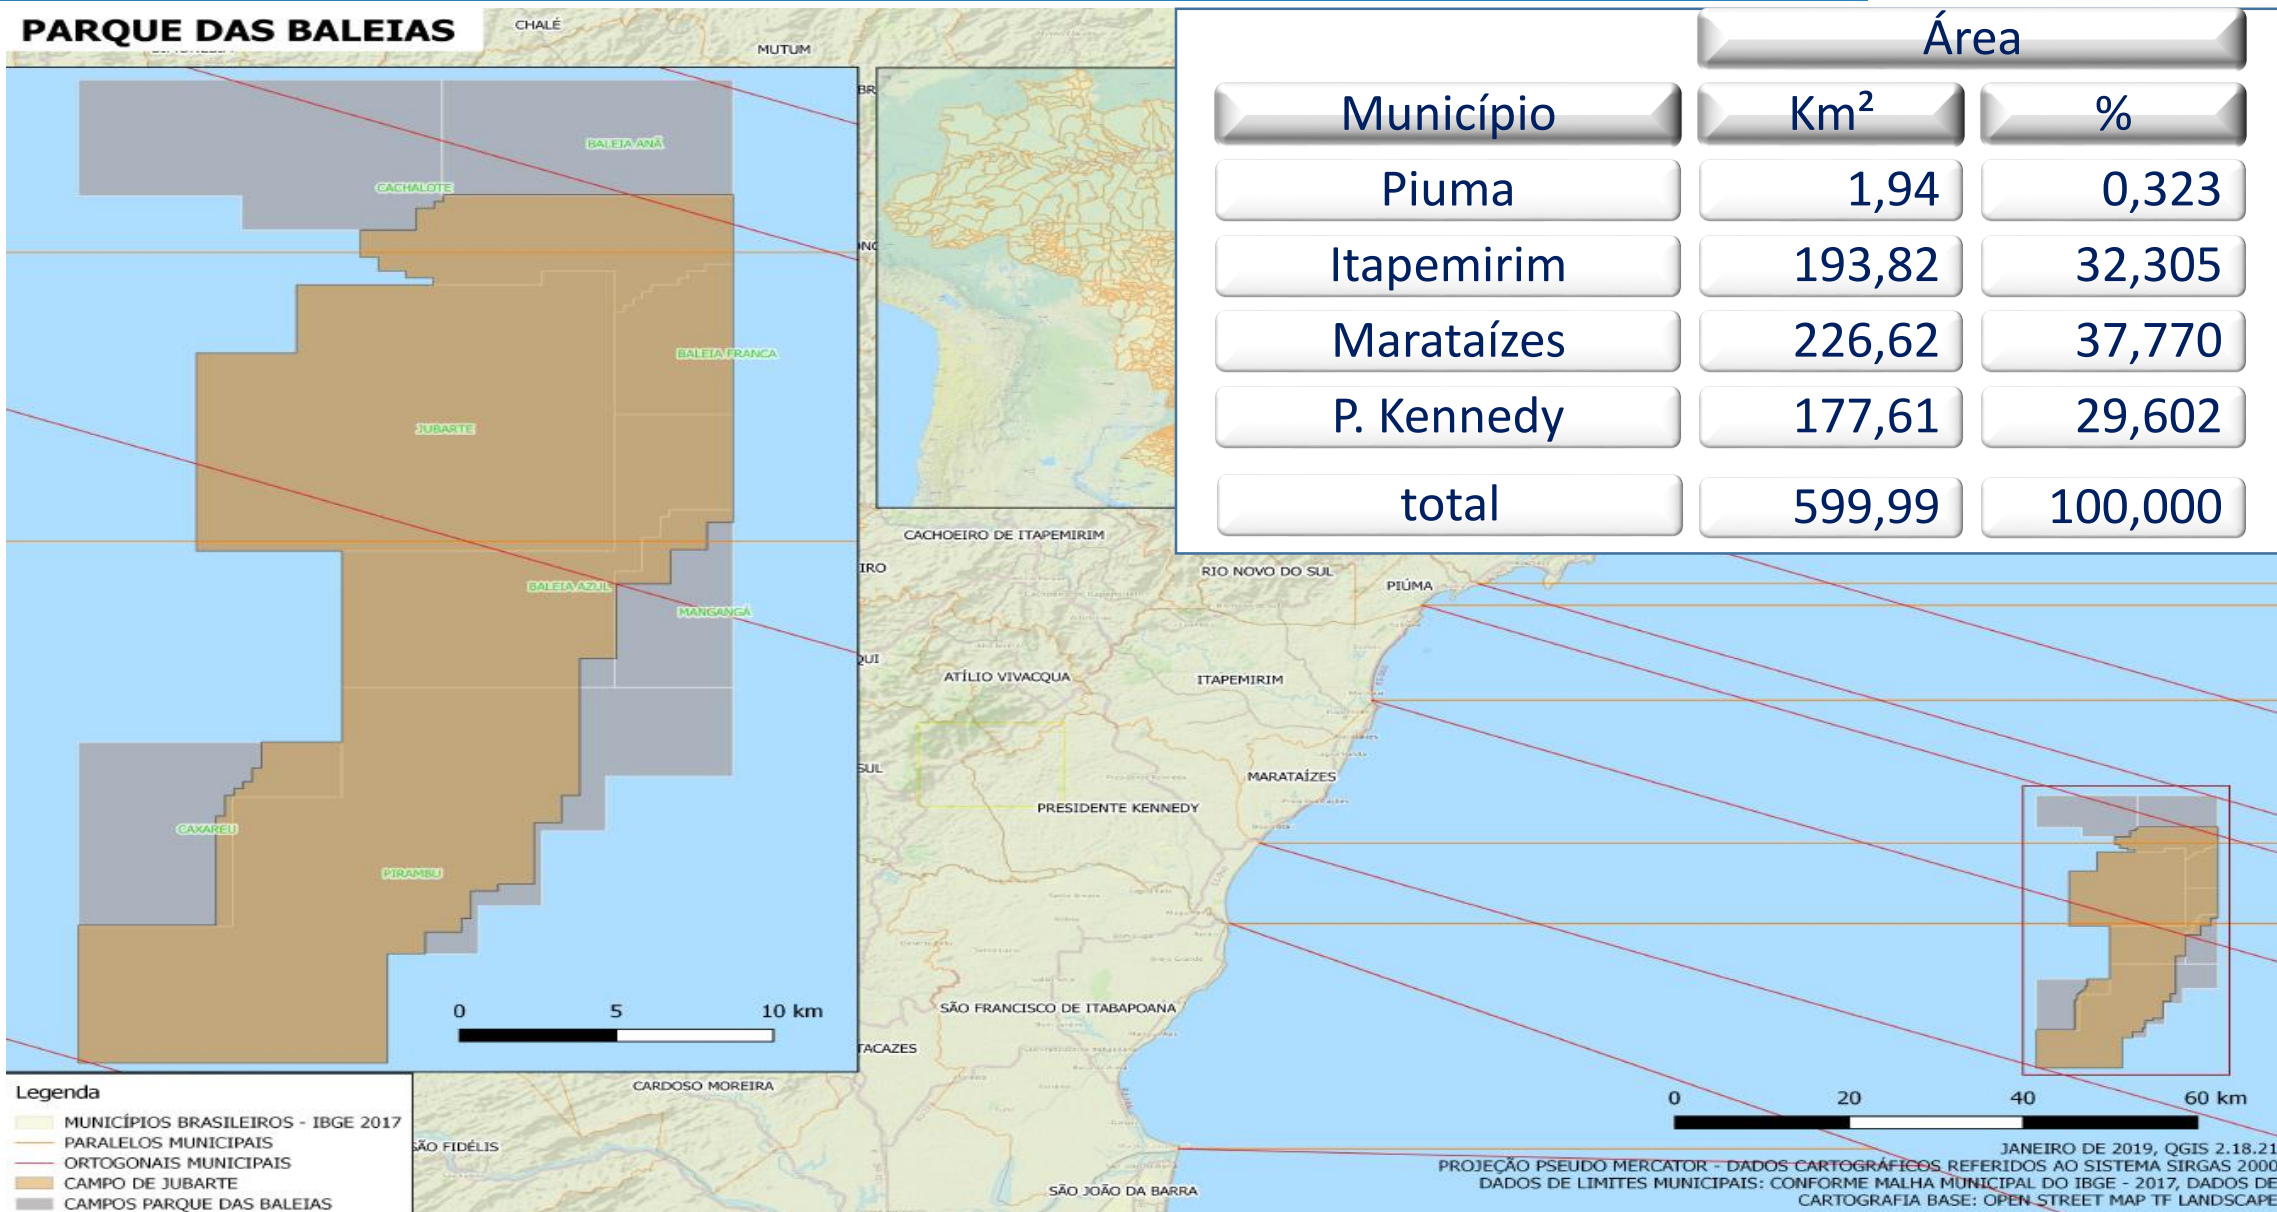 PARQUE DAS BALEIAS
CHALÉ
MUTUM
BALEIA ANÃ
CACHALOTE
BALEIA FRANCA
JUBARTE
BALEIA AZUL
MANGANGÁ
CAXAREU
PIRAMBU
0 5 10 km
Área
Município Km² %
Piuma 1,94 0,323
Itapemirim 193,82 32,305
Marataízes 226,62 37,770
P. Kennedy 177,61 29,602
total 599,99 100,000
CACHOEIRO DE ITAPEMIRIM
RIO NOVO DO SUL
PIÚMA
ATÍLIO VIVACQUA
ITAPEMIRIM
MARATAÍZES
PRESIDENTE KENNEDY
SÃO FRANCISCO DE ITABAPOANA
TACAZES
CARDOSO MOREIRA
SÃO FIDÉLIS
SÃO JOÃO DA BARRA
Legenda
MUNICÍPIOS BRASILEIROS - IBGE 2017
PARALELOS MUNICIPAIS
ORTOGONAIS MUNICIPAIS
CAMPO DE JUBARTE
CAMPOS PARQUE DAS BALEIAS
0 20 40 60 km
JANEIRO DE 2019, QGIS 2.18.21
PROJEÇÃO PSEUDO MERCATOR - DADOS CARTOGRÁFICOS REFERIDOS AO SISTEMA SIRGAS 2000
DADOS DE LIMITES MUNICIPAIS: CONFORME MALHA MUNICIPAL DO IBGE - 2017, DADOS DE
CARTOGRAFIA BASE: OPEN STREET MAP TF LANDSCAPE